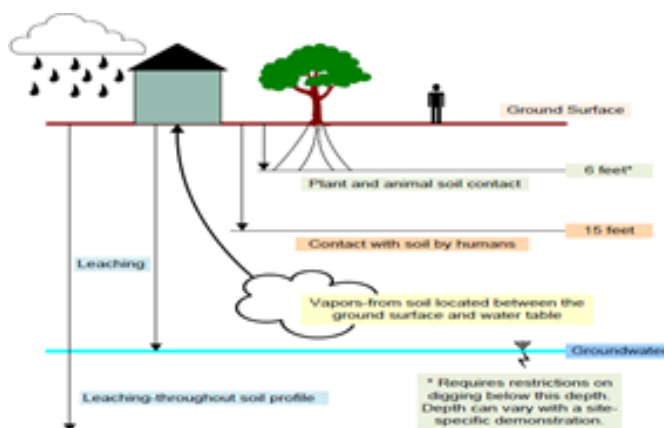 Ground Surface
6 feet*
Plant and animal soil contact
15 feet
Contact with soil by humans
Leaching
Vapors-from soil located between the
ground surface and water table
Groundwater
Leaching-throughout soil profile
* Requires restrictions on
digging below this depth.
Depth can vary with a site-
specific demonstration.